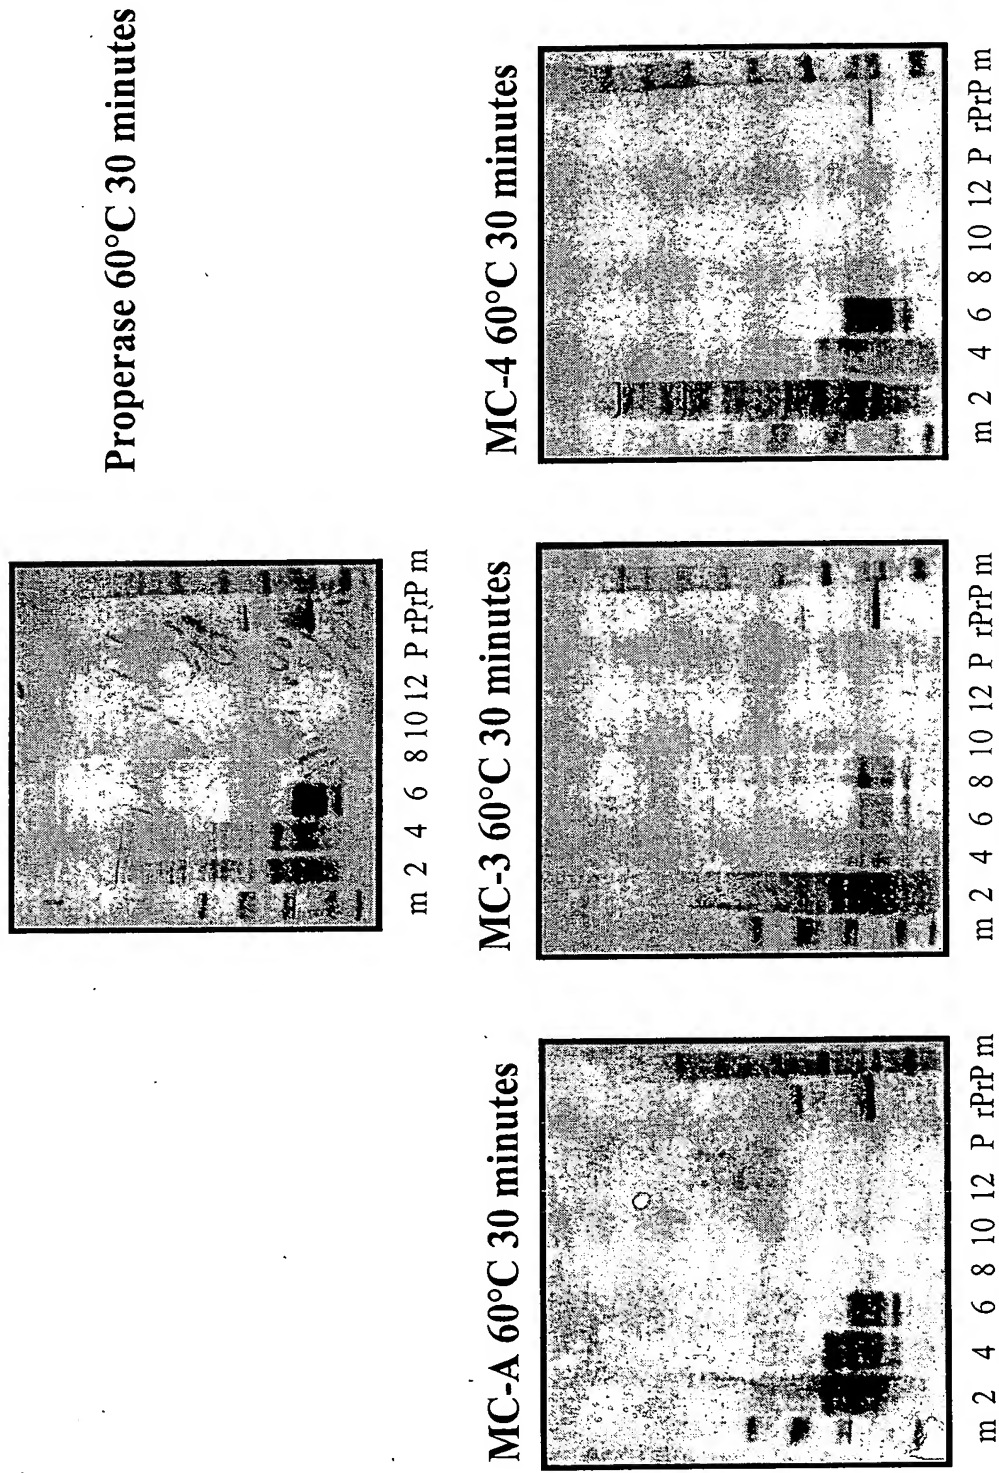 Properase 60°C 30 minutes
m 2 4 6 8 10 12 P rPrP m
MC-A 60°C 30 minutes
m 2 4 6 8 10 12 P rPrP m
MC-3 60°C 30 minutes
m 2 4 6 8 10 12 P rPrP m
MC-4 60°C 30 minutes
m 2 4 6 8 10 12 P rPrP m